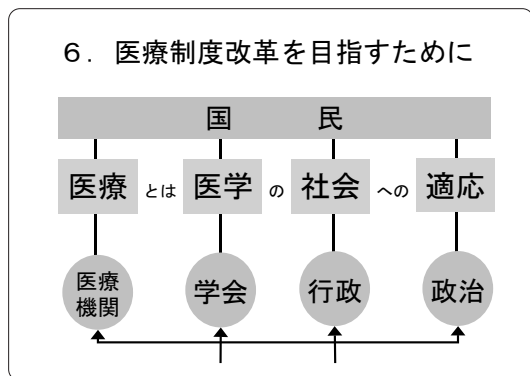 6．医療制度改革を目指すために
国民
医療とは医学の社会への適応
医療機関 学会 行政 政治